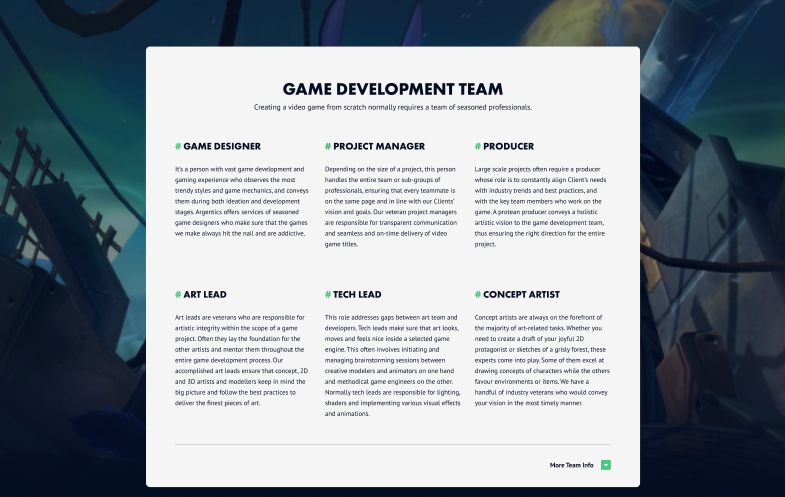 GAME DEVELOPMENT TEAM
Creating a video game from scratch normally requires a team of seasoned professionals.
# GAME DESIGNER
It's a person with vast game development and
gaming experience who observes the most
trendy styles and game mechanics, and conveys
them during both ideation and development
stages. Argentics offers services of seasoned
game designers who make sure that the games
we make always hit the nail and are addictive.
# PROJECT MANAGER
Depending on the size of a project, this person
handles the entire team or sub-groups of
professionals, ensuring that every teammate is
on the same page and in line with our Clients'
vision and goals. Our veteran project managers
are responsible for transparent communication
and seamless and on-time delivery of video
game titles.
# PRODUCER
Large scale projects often require a producer
whose role is to constantly align Client's needs
with industry trends and best practices, and
with the key team members who work on the
game. A protean producer conveys a holistic
artistic vision to the game development team,
thus ensuring the right direction for the entire
project.
# ART LEAD
Art leads are veterans who are responsible for
artistic integrity within the scope of a game
project. Often they lay the foundation for the
other artists and mentor them throughout the
entire game development process. Our
accomplished art leads ensure that concept, 2D
and 3D artists and modellers keep in mind the
big picture and follow the best practices to
deliver the finest pieces of art.
# TECH LEAD
This role addresses gaps between art team and
developers. Tech leads make sure that art looks,
moves and feels nice inside a selected game
engine. This often involves initiating and
managing brainstorming sessions between
creative modelers and animators on one hand
and methodical game engineers on the other.
Normally tech leads are responsible for lighting,
shaders and implementing various visual effects
and animations.
# CONCEPT ARTIST
Concept artists are always on the forefront of
the majority of art-related tasks. Whether you
need to create a draft of your joyful 2D
protagonist or sketches of a grisly forest, these
experts come into play. Some of them excel at
drawing concepts of characters while the others
favour environments or items. We have a
handful of industry veterans who would convey
your vision in the most timely manner.
More Team Info